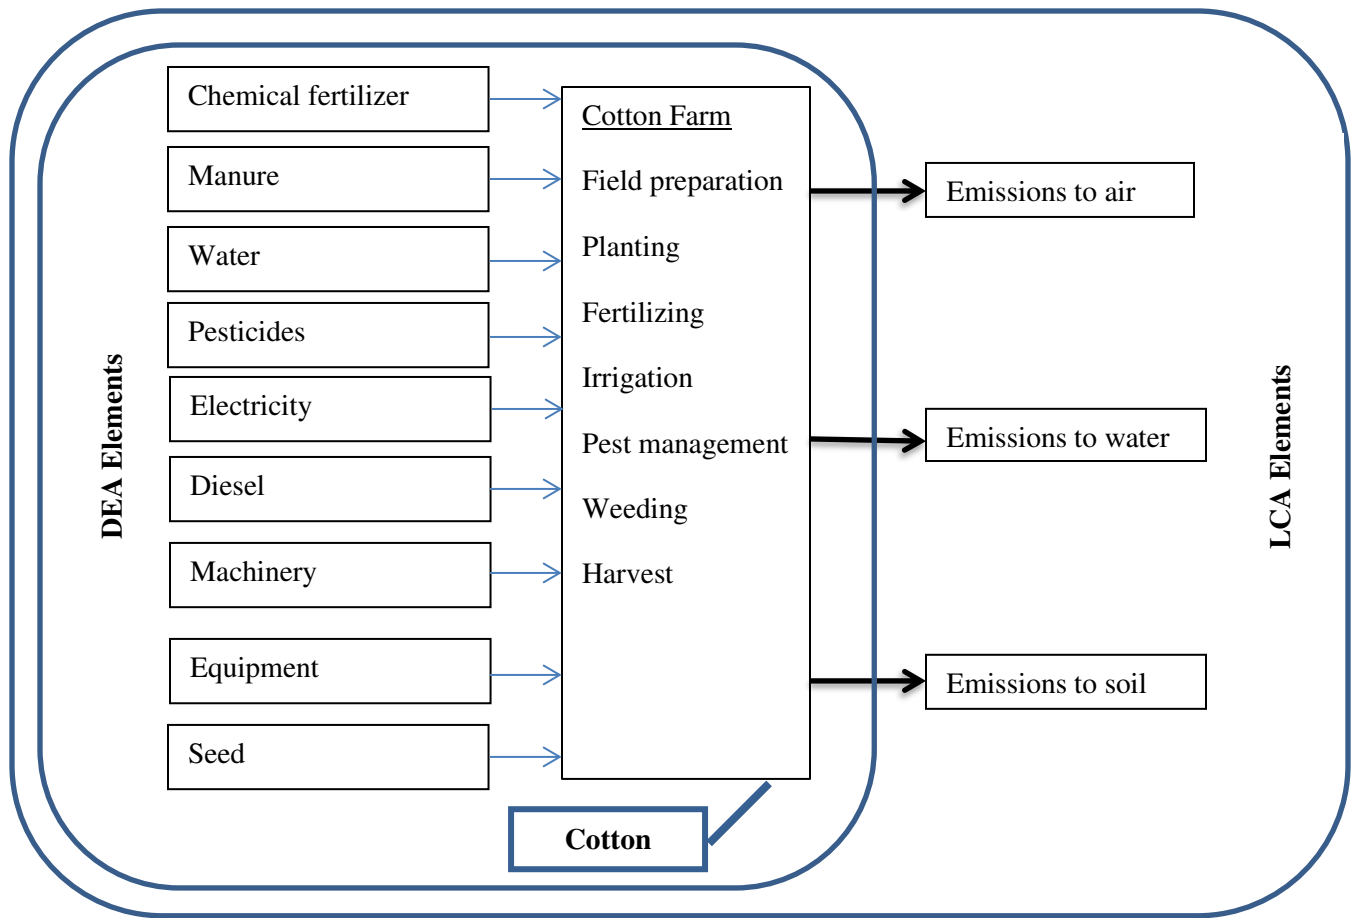 DEA Elements
Chemical fertilizer
Manure
Water
Pesticides
Electricity
Diesel
Machinery
Equipment
Seed
Cotton Farm
Field preparation
Planting
Fertilizing
Irrigation
Pest management
Weeding
Harvest
Cotton
Emissions to air
Emissions to water
Emissions to soil
LCA Elements